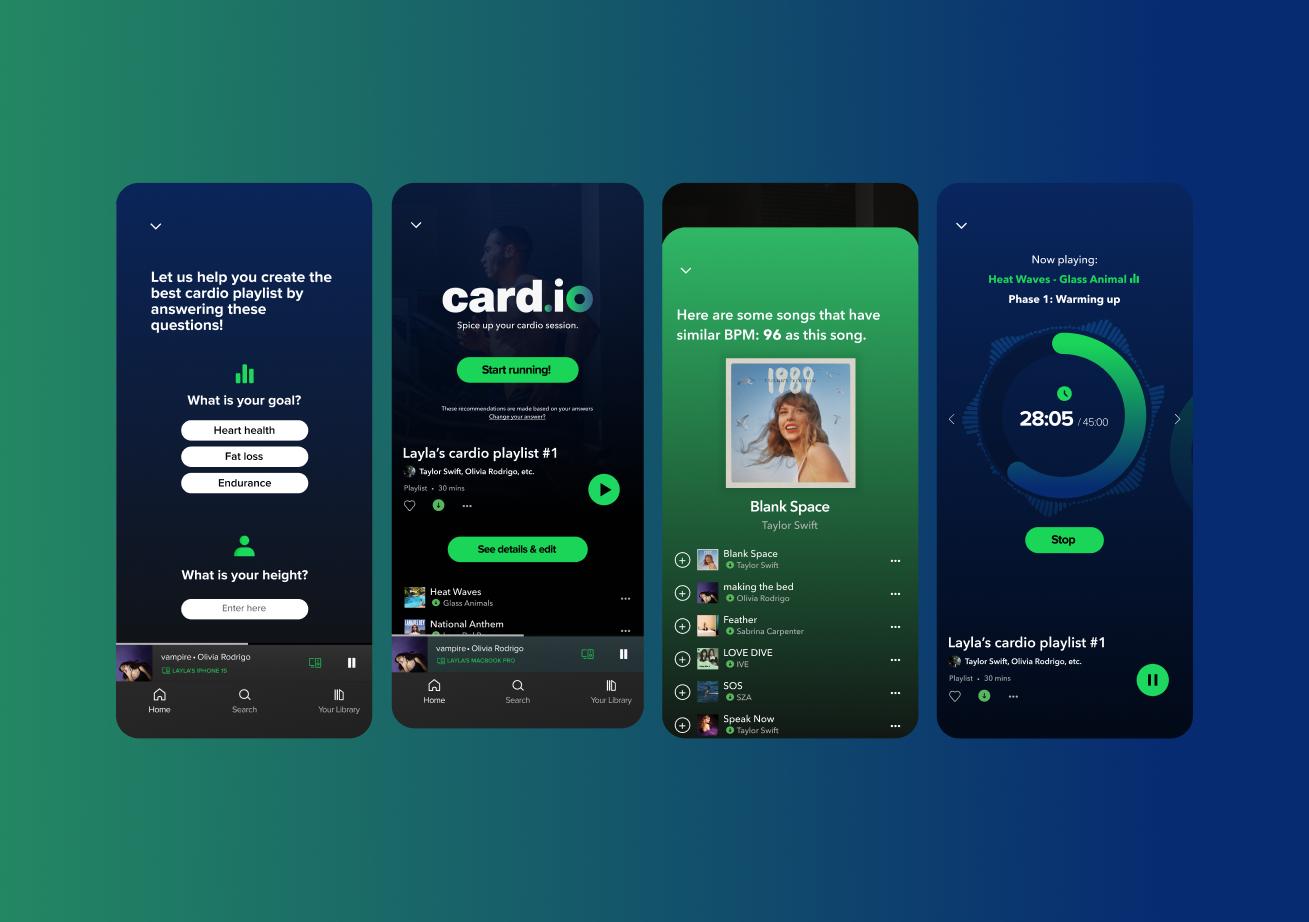 Let us help you create the
best cardio playlist by
answering these
questions!
What is your goal?
Heart health
Fat loss
Endurance
What is your height?
Enter here
vampire • Olivia Rodrigo
LAYLA'S IPHONE 15
Home
Search
Your Library
card.io
Spice up your cardio session.
Start running!
These recommendations are made based on your answers
Change your answer?
Layla's cardio playlist #1
Taylor Swift, Olivia Rodrigo, etc.
Playlist • 30 mins
See details & edit
Heat Waves
Glass Animals
National Anthem
vampire • Olivia Rodrigo
LAYLA'S MACBOOK PRO
Home
Search
Your Library
Here are some songs that have
similar BPM: 96 as this song.
1989
Blank Space
Taylor Swift
Blank Space
Taylor Swift
making the bed
Olivia Rodrigo
Feather
Sabrina Carpenter
LOVE DIVE
IVE
SOS
SZA
Speak Now
Taylor Swift
Now playing:
Heat Waves - Glass Animal
Phase 1: Warming up
28:05 / 45:00
Stop
Layla's cardio playlist #1
Taylor Swift, Olivia Rodrigo, etc.
Playlist • 30 mins